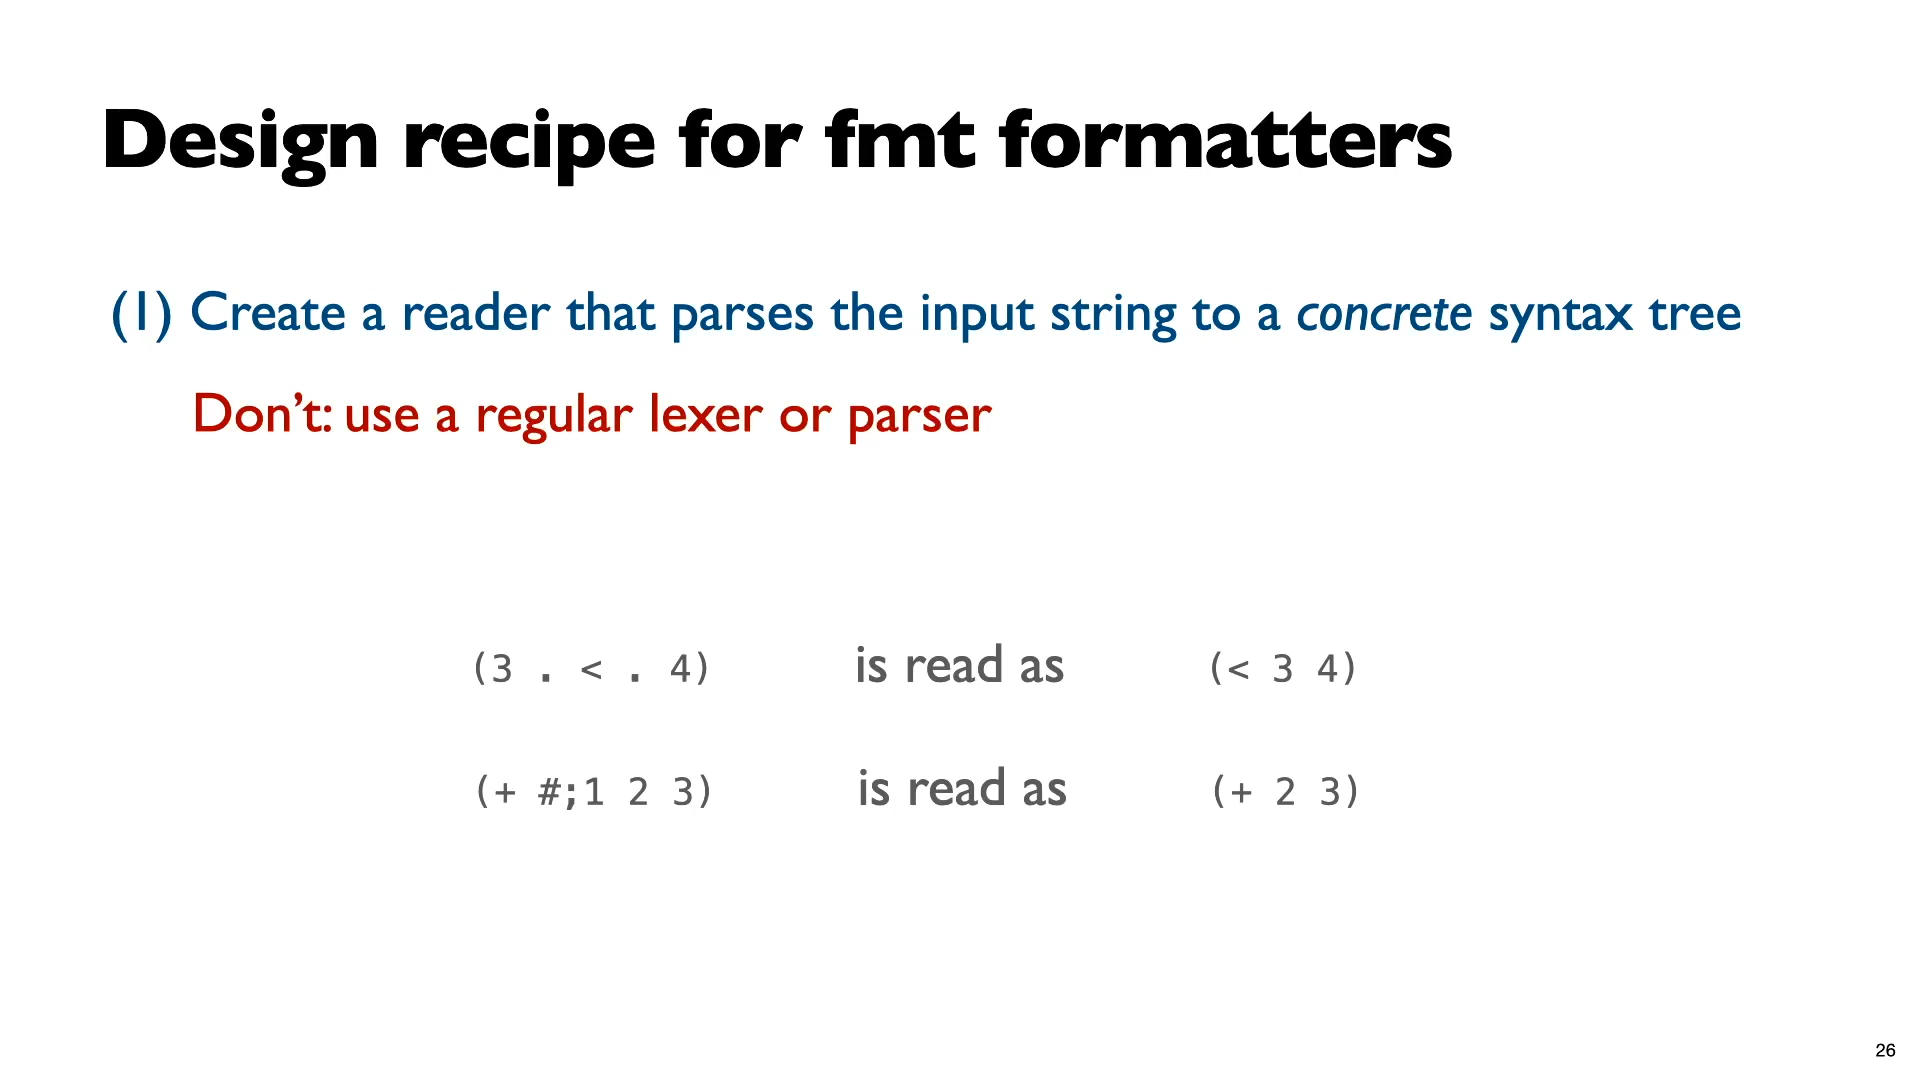 Design recipe for fmt formatters
(1) Create a reader that parses the input string to a concrete syntax tree
Don’t: use a regular lexer or parser
(3 . < . 4) is read as (< 3 4)
(+ #;1 2 3) is read as (+ 2 3)
26